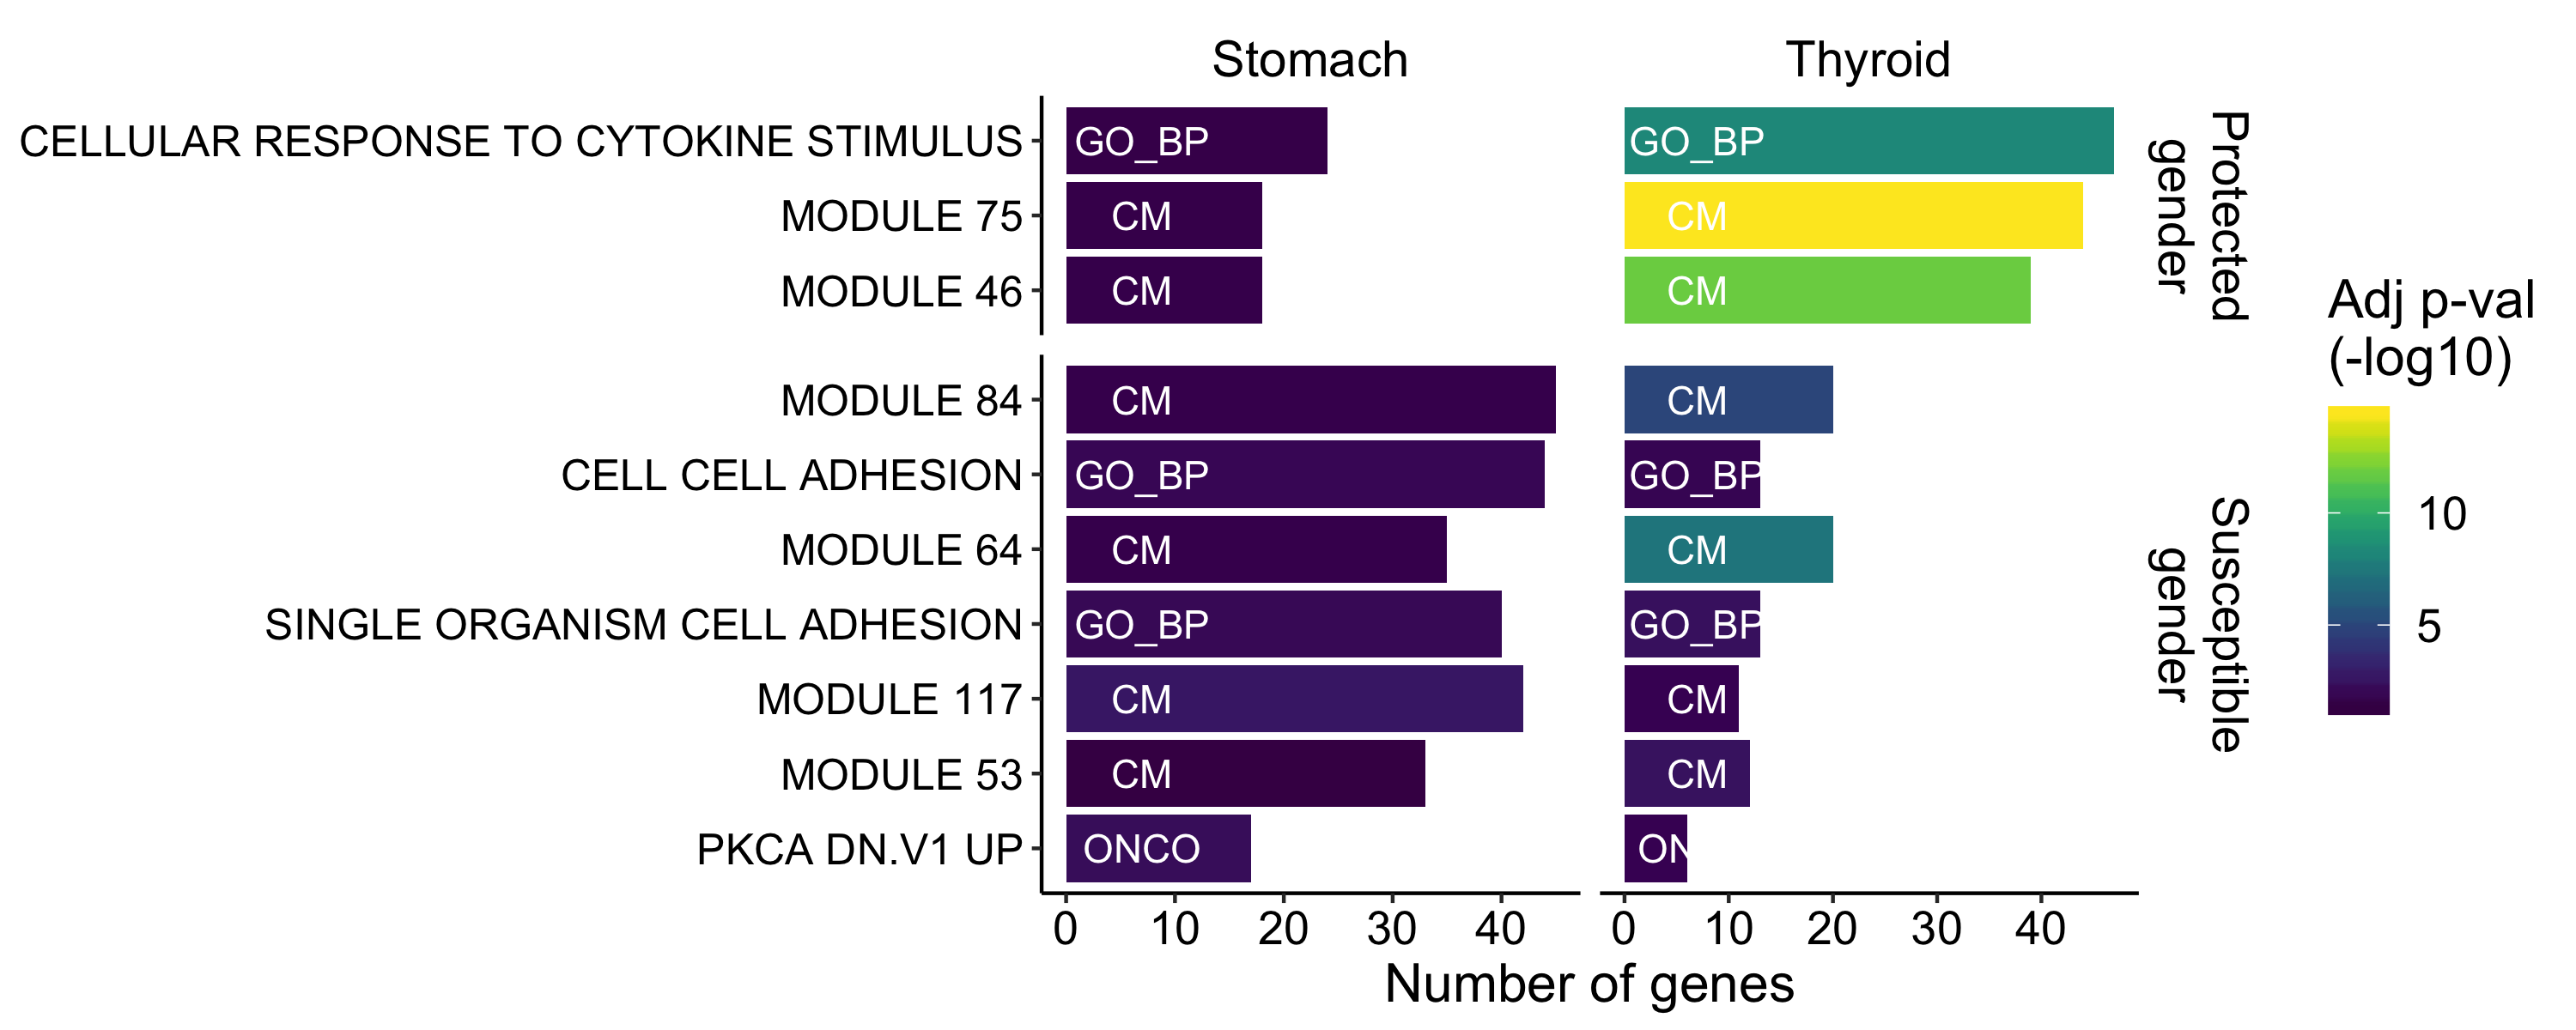 Stomach
Thyroid
CELLULAR RESPONSE TO CYTOKINE STIMULUS
GO_BP
GO_BP
MODULE 75
CM
CM
MODULE 46
CM
CM
Protected
gender
MODULE 84
CM
CM
CELL CELL ADHESION
GO_BP
GO_BP
MODULE 64
CM
CM
SINGLE ORGANISM CELL ADHESION
GO_BP
GO_BP
MODULE 117
CM
CM
MODULE 53
CM
CM
PKCA DN.V1 UP
ONCO
ON
Susceptible
gender
0 10 20 30 40
0 10 20 30 40
Number of genes
Adj p-val
(-log10)
10
5